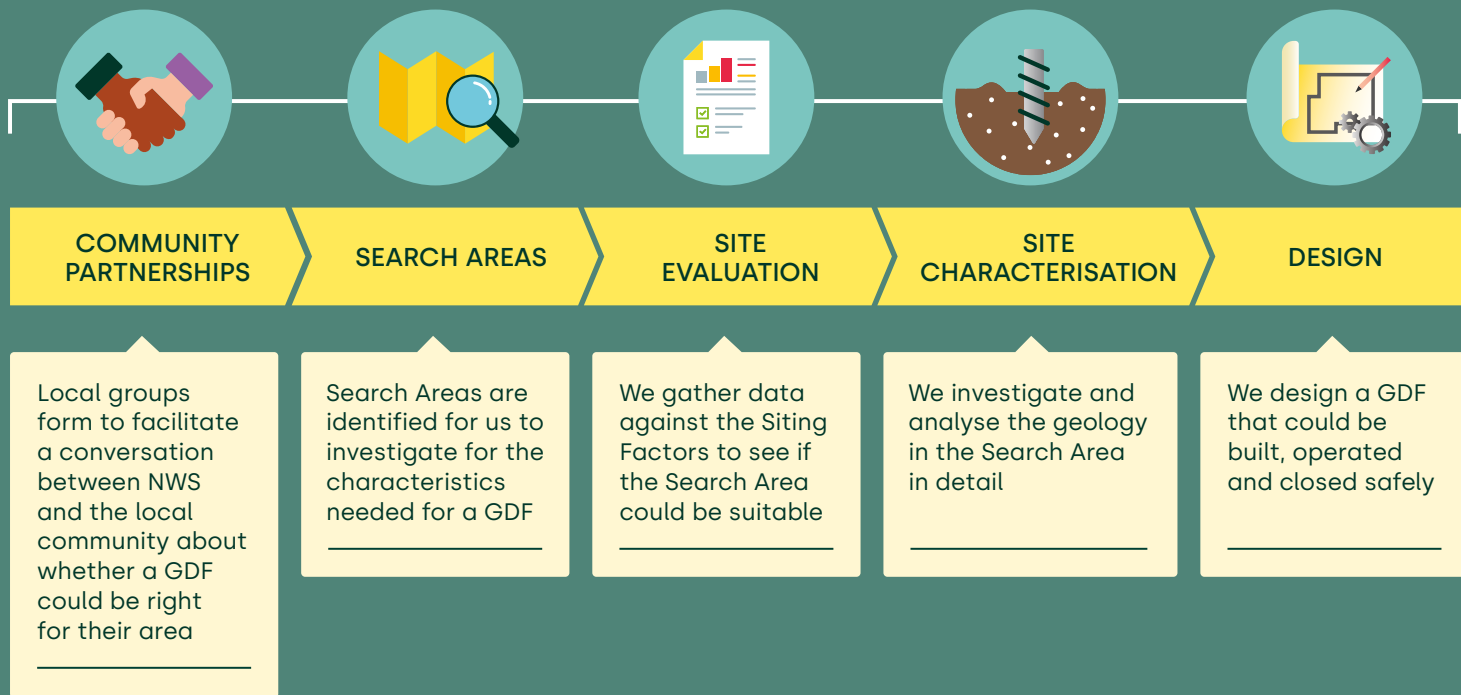 COMMUNITY
PARTNERSHIPS
SEARCH AREAS
SITE
EVALUATION
SITE
CHARACTERISATION
DESIGN
Local groups
form to facilitate
a conversation
between NWS
and the local
community about
whether a GDF
could be right
for their area
Search Areas are
identified for us to
investigate for the
characteristics
needed for a GDF
We gather data
against the Siting
Factors to see if
the Search Area
could be suitable
We investigate and
analyse the geology
in the Search Area
in detail
We design a GDF
that could be
built, operated
and closed safely